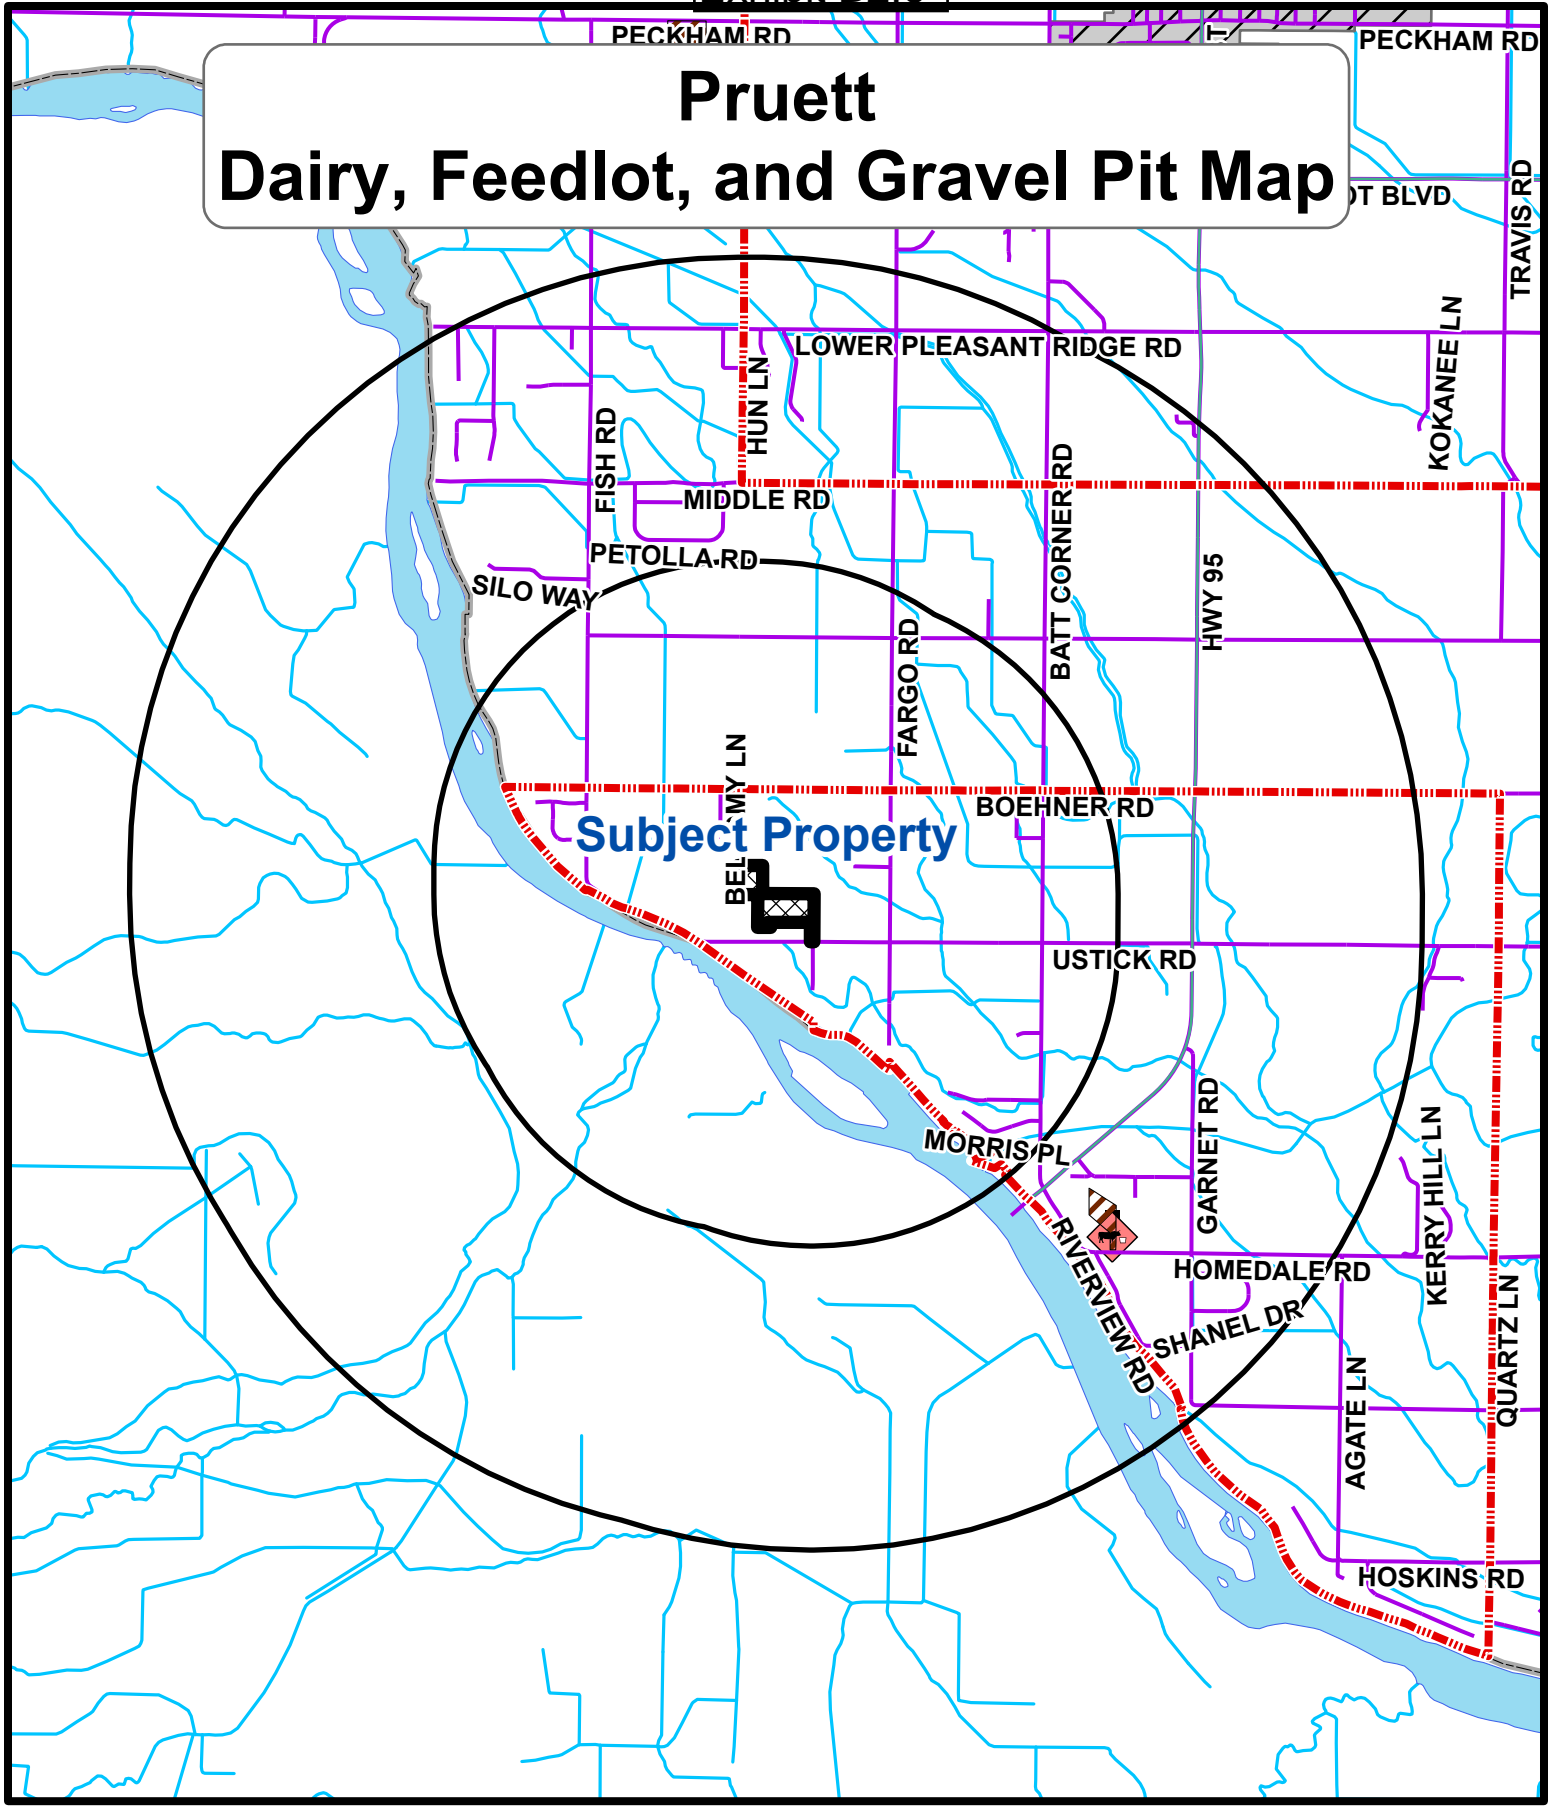 PECKHAM RD
PECKHAM RD
Pruett
Dairy, Feedlot, and Gravel Pit Map
OT BLVD
TRAVIS RD
KOKANEE LN
LOWER PLEASANT RIDGE RD
HUN LN
FISH RD
MIDDLE RD
BATT CORNER RD
PETOLLA RD
SILO WAY
HWY 95
FARGO RD
BOEHNER RD
Subject Property
USTICK RD
MORRIS PL
GARNET RD
KERRY HILL LN
RIVERVIEW RD
HOMEDALE RD
SHANEL DR
QUARTZ LN
AGATE LN
HOSKINS RD